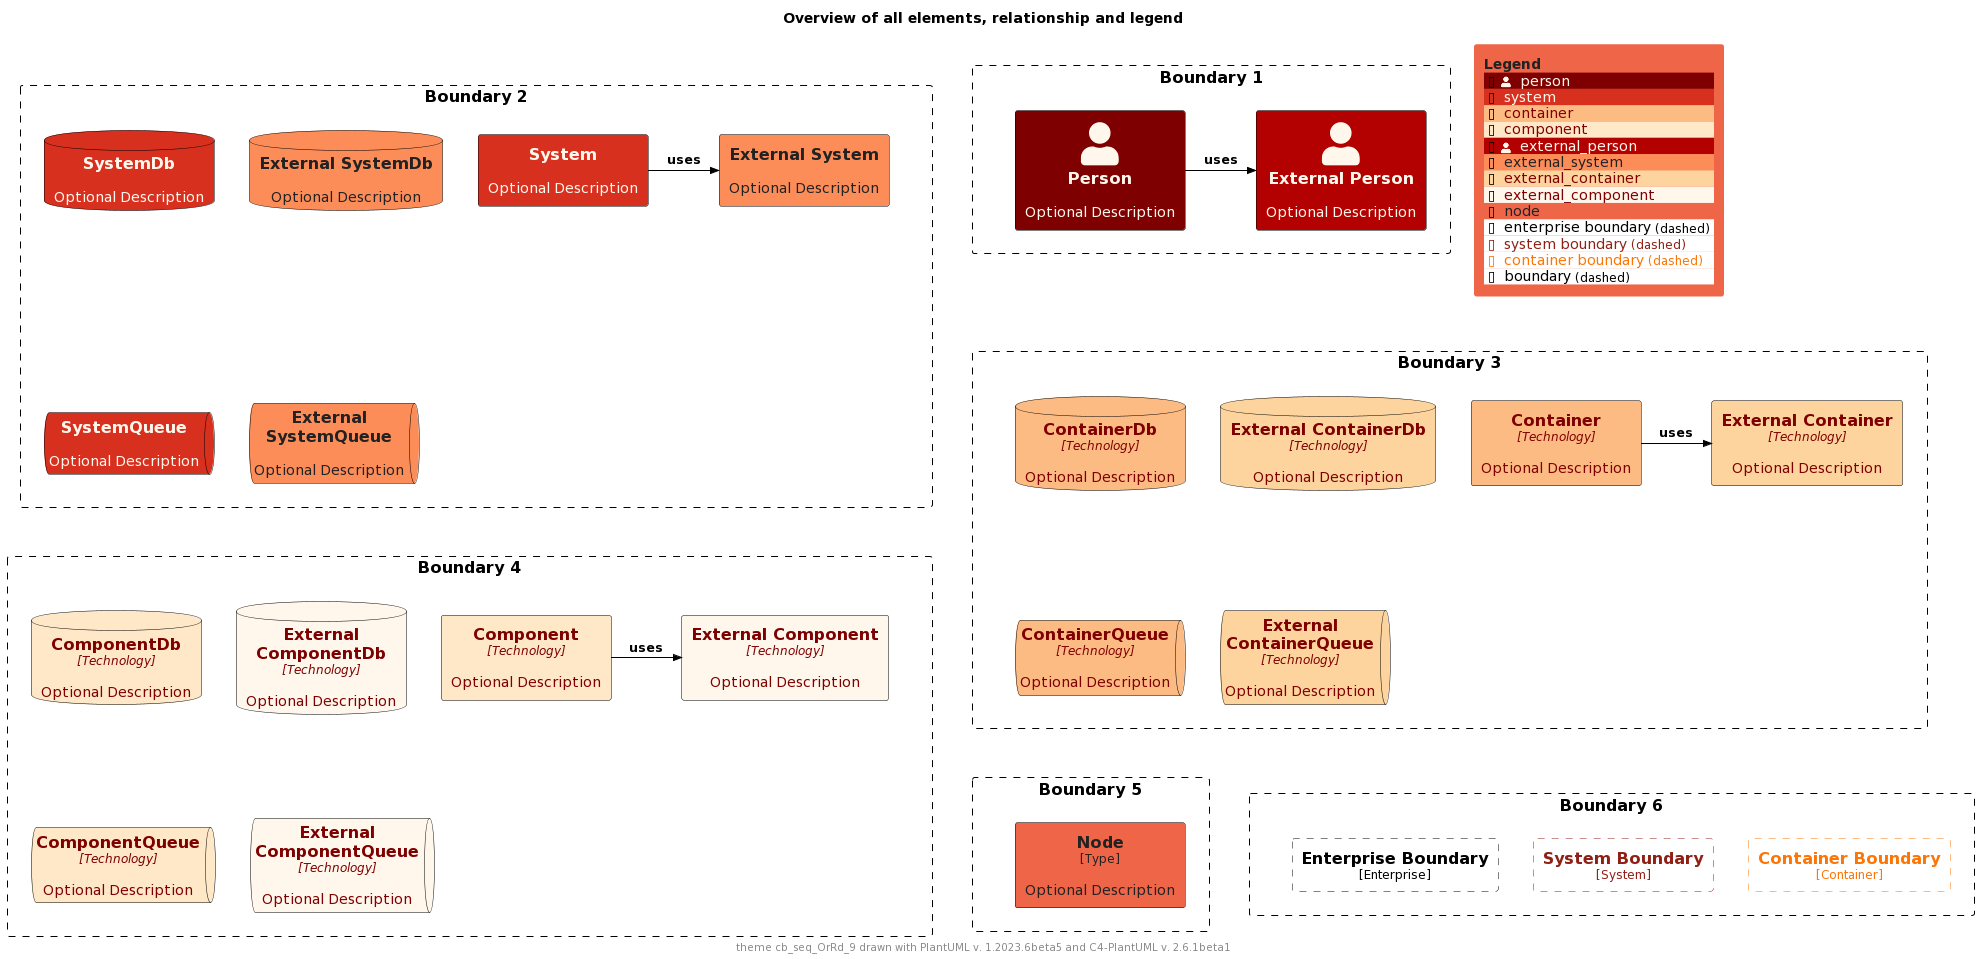 Overview of all elements, relationship and legend
Boundary 2
SystemDb
Optional Description
External SystemDb
Optional Description
System
Optional Description
uses
External System
Optional Description
SystemQueue
Optional Description
External
SystemQueue
Optional Description
Boundary 1
Person
Optional Description
uses
External Person
Optional Description
Legend
person
system
container
component
external_person
external_system
external_container
external_component
node
enterprise boundary (dashed)
system boundary (dashed)
container boundary (dashed)
boundary (dashed)
Boundary 3
ContainerDb
[Technology]
Optional Description
External ContainerDb
[Technology]
Optional Description
Container
[Technology]
Optional Description
uses
External Container
[Technology]
Optional Description
ContainerQueue
[Technology]
Optional Description
External
ContainerQueue
[Technology]
Optional Description
Boundary 4
ComponentDb
[Technology]
Optional Description
External
ComponentDb
[Technology]
Optional Description
Component
[Technology]
Optional Description
uses
External Component
[Technology]
Optional Description
ComponentQueue
[Technology]
Optional Description
External
ComponentQueue
[Technology]
Optional Description
Boundary 5
Node
[Type]
Optional Description
Boundary 6
Enterprise Boundary
[Enterprise]
System Boundary
[System]
Container Boundary
[Container]
theme cb_seq_OrRd_9 drawn with PlantUML v. 1.2023.6beta5 and C4-PlantUML v. 2.6.1beta1